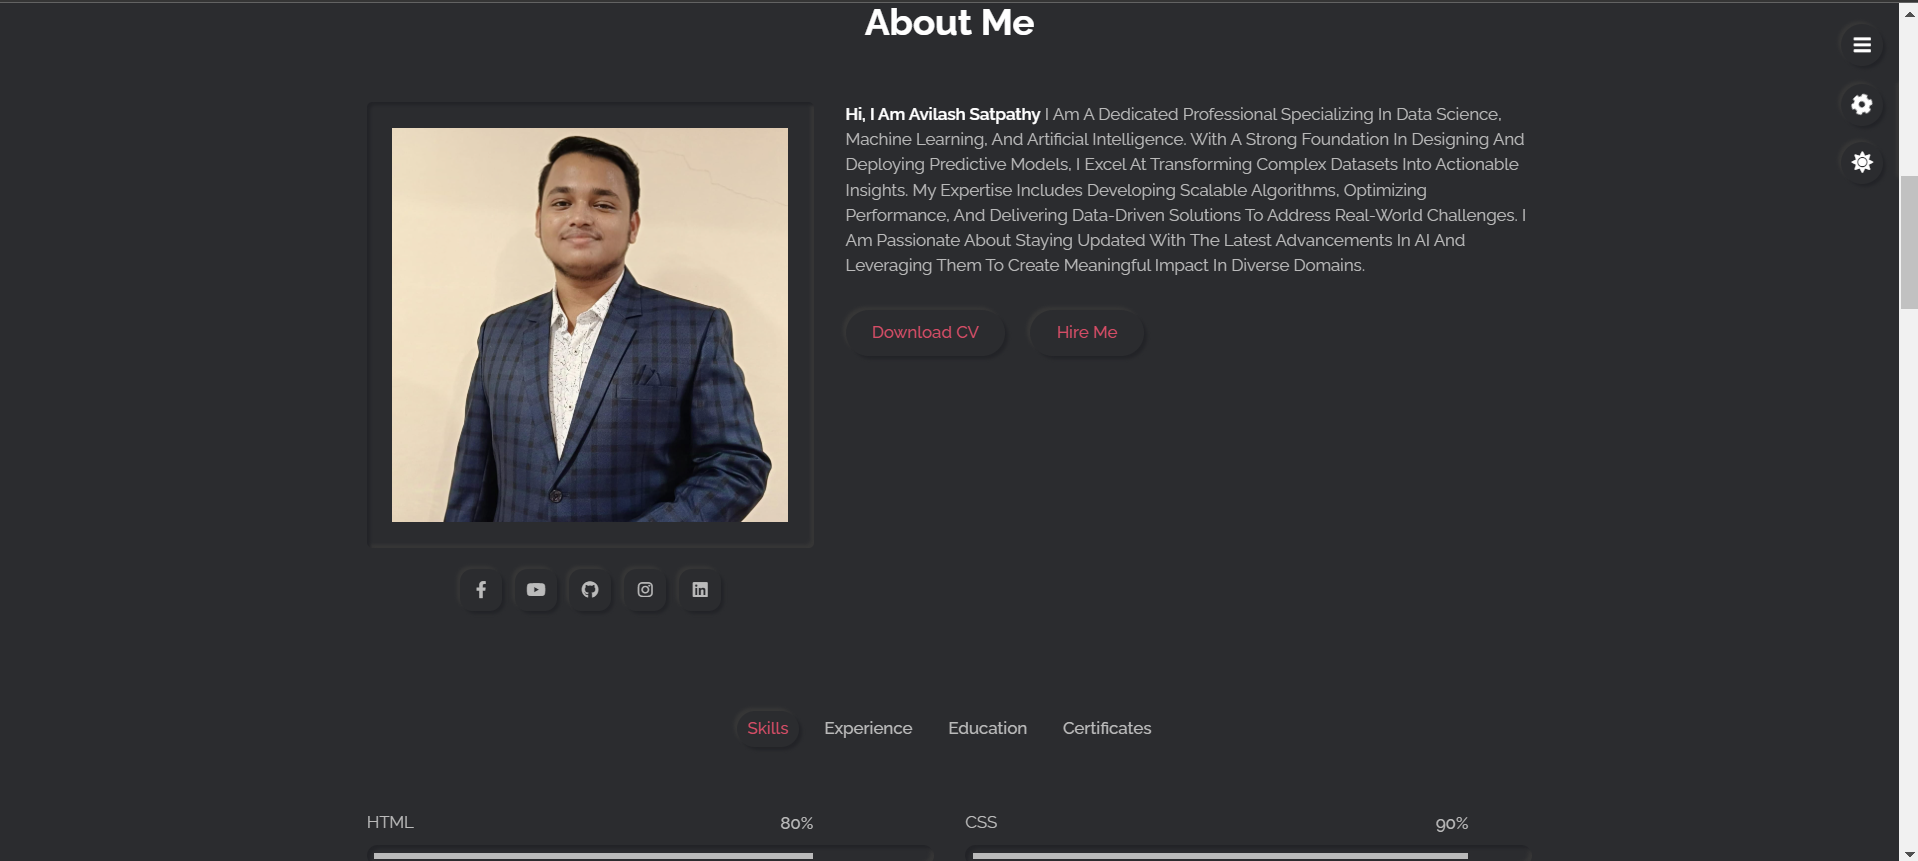 About Me
Hi, I Am Avilash Satpathy I Am A Dedicated Professional Specializing In Data Science,
Machine Learning, And Artificial Intelligence. With A Strong Foundation In Designing And
Deploying Predictive Models, I Excel At Transforming Complex Datasets Into Actionable
Insights. My Expertise Includes Developing Scalable Algorithms, Optimizing
Performance, And Delivering Data-Driven Solutions To Address Real-World Challenges. I
Am Passionate About Staying Updated With The Latest Advancements In AI And
Leveraging Them To Create Meaningful Impact In Diverse Domains.
Download CV Hire Me
Skills Experience Education Certificates
HTML 80% CSS 90%